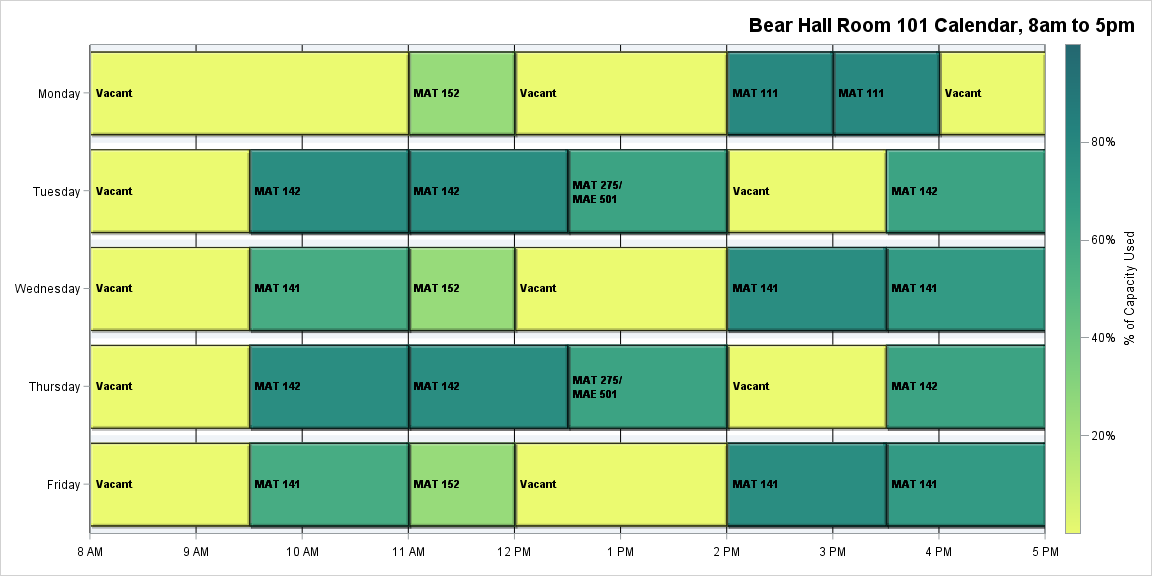 Bear Hall Room 101 Calendar, 8am to 5pm
Monday
Vacant
MAT 152
Vacant
MAT 111
MAT 111
Vacant
Tuesday
Vacant
MAT 142
MAT 142
MAT 275/
MAE 501
Vacant
MAT 142
Wednesday
Vacant
MAT 141
MAT 152
Vacant
MAT 141
MAT 141
Thursday
Vacant
MAT 142
MAT 142
MAT 275/
MAE 501
Vacant
MAT 142
Friday
Vacant
MAT 141
MAT 152
Vacant
MAT 141
MAT 141
8 AM
9 AM
10 AM
11 AM
12 PM
1 PM
2 PM
3 PM
4 PM
5 PM
80%
60%
40%
20%
% of Capacity Used